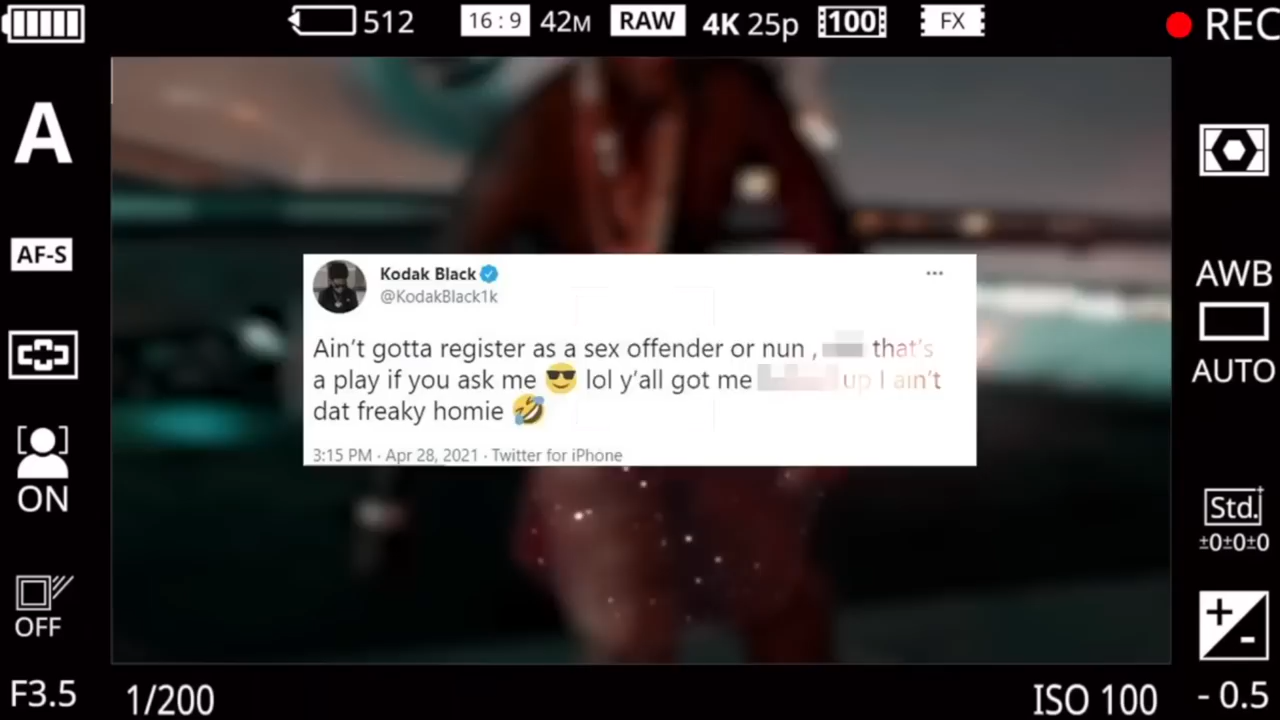 512 16:9 42M RAW 4K 25p 100 FX REC
A
AF-S
ON
OFF
F3.5
1/200
Kodak Black
@KodakBlack1k
Ain't gotta register as a sex offender or nun , that's
a play if you ask me 😎 lol y'all got me up I ain't
dat freaky homie 🤣
3:15 PM · Apr 28, 2021 · Twitter for iPhone
AWB
AUTO
Std.
±0±0±0
ISO 100 - 0.5